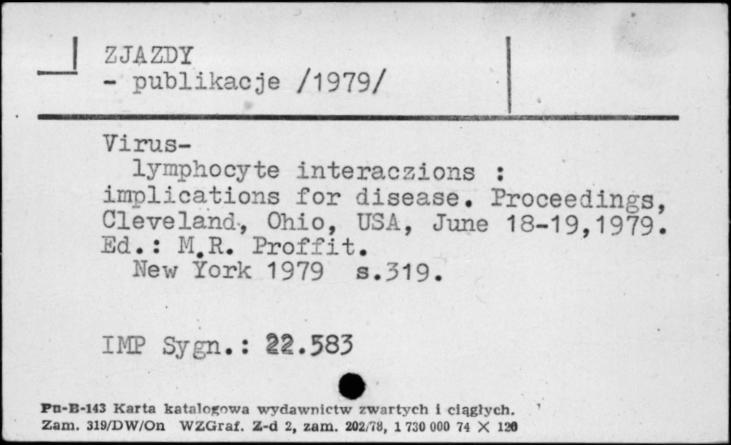 ZJAZDY
- publikacje /1979/
Virus-
lymphocyte interaczions :
implications for disease. Proceedings,
Cleveland, Ohio, USA, June 18-19,1979.
Ed.: M.R. Proffit.
New York 1979 s.319.
IMP Sygn.: 22.583
Pu-B-143 Karta katalogowa wydawnictw zwartych i ciągłych.
Zam. 319/DW/On WZGraf. Z-d 2, zam. 202/78, 1 730 000 74 X 120